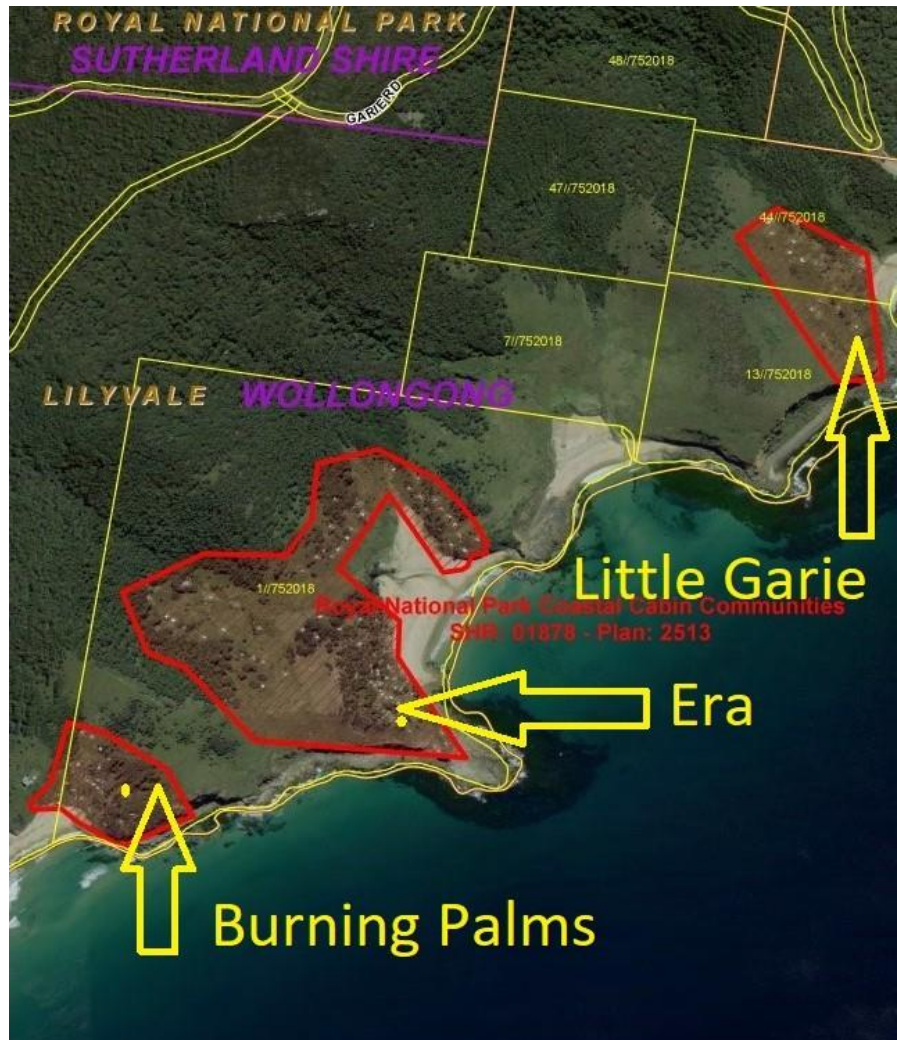 ROYAL NATIONAL PARK
SUTHERLAND SHIRE
GARIE RD
48//752018
47//752018
44//752018
7//752018
13//752018
LILYVALE
WOLLONGONG
1//752018
Little Garie
Royal National Park Coastal Cabin Communities
SHR: 01878 - Plan: 2513
Era
Burning Palms